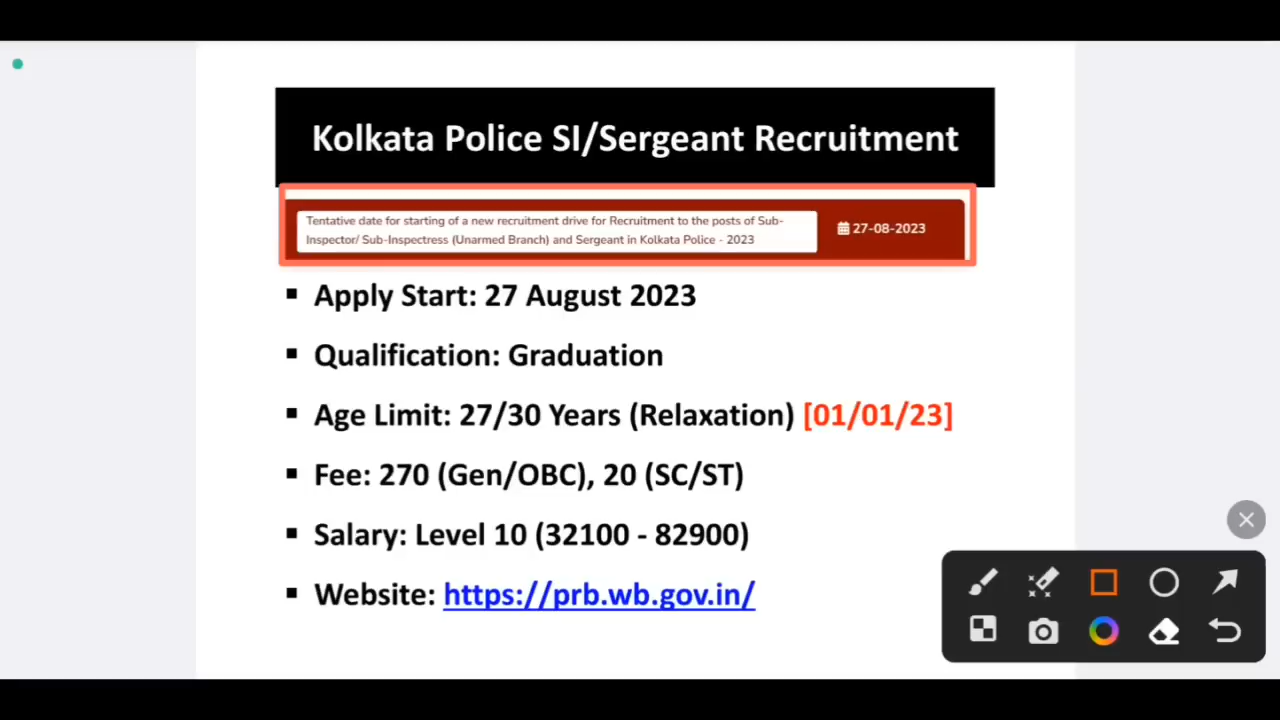 Kolkata Police SI/Sergeant Recruitment
Tentative date for starting of a new recruitment drive for Recruitment to the posts of Sub-
Inspector/ Sub-Inspectress (Unarmed Branch) and Sergeant in Kolkata Police - 2023
27-08-2023
▪ Apply Start: 27 August 2023
▪ Qualification: Graduation
▪ Age Limit: 27/30 Years (Relaxation) [01/01/23]
▪ Fee: 270 (Gen/OBC), 20 (SC/ST)
▪ Salary: Level 10 (32100 - 82900)
▪ Website: https://prb.wb.gov.in/